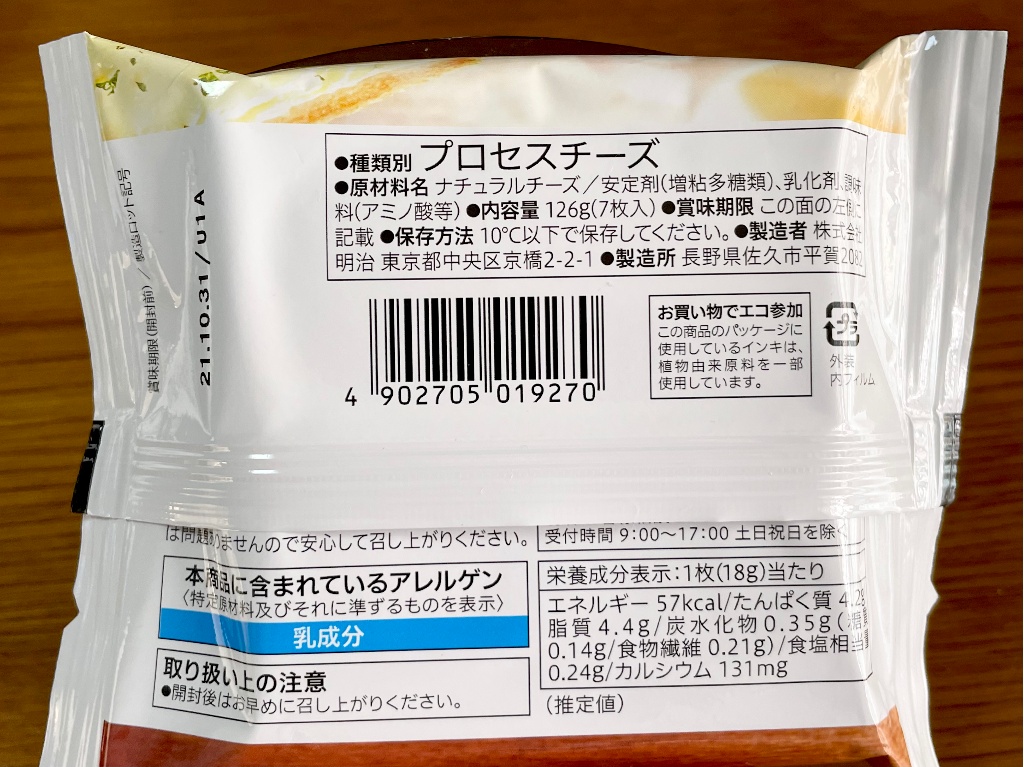 ●種類別 プロセスチーズ
●原材料名 ナチュラルチーズ／安定剤(増粘多糖類)、乳化剤、調味
料(アミノ酸等) ●内容量 126g(7枚入) ●賞味期限 この面の左側に
記載 ●保存方法 10℃以下で保存してください。●製造者 株式会社
明治 東京都中央区京橋2-2-1 ●製造所 長野県佐久市平賀2082
賞味期限(開封前)／製造ロット記号
21.10.31/U1A
4 902705 019270
お買い物でエコ参加
この商品のパッケージに
使用しているインキは、
植物由来原料を一部
使用しています。
プラ
外装
内フィルム
ませんので安心して召し上がりください。
受付時間 9:00〜17:00 土日祝日を除く
本商品に含まれているアレルゲン
〈特定原材料及びそれに準ずるものを表示〉
乳成分
取り扱い上の注意
●開封後はお早めに召し上がりください。
栄養成分表示：1枚(18g)当たり
エネルギー 57kcal/たんぱく質 4.2g
脂質 4.4g/炭水化物 0.35g(糖質
0.14g/食物繊維 0.21g)/食塩相当量
0.24g/カルシウム 131mg
(推定値)